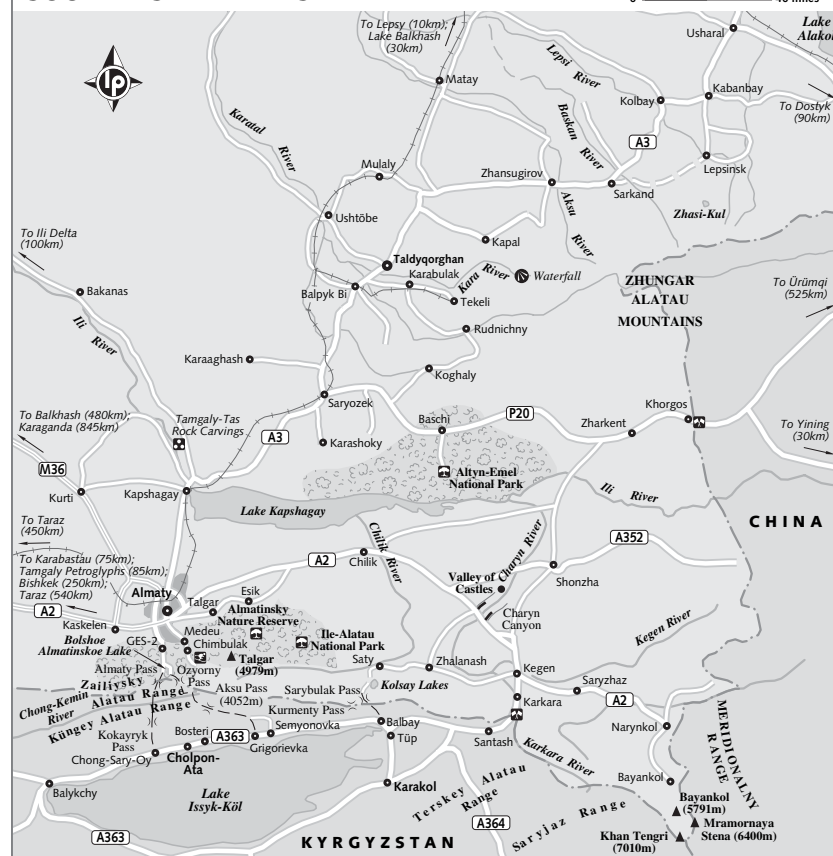 40 miles
To Lepsy (10km);
Lake Balkhash
(30km)
Usharal
Lake
Alakol
lp
Matay
Lepsi
River
Kolbay
Kabanbay
To Dostyk
(90km)
Karatal
River
Baskan
River
A3
Mulaly
Zhansugirov
Lepsinsk
Sarkand
Aksu
River
Zhasi-Kul
Ushtöbe
To Ili Delta
(100km)
Kapal
Taldyqorghan
Karabulak
Kara River
Waterfall
ZHUNGAR
ALATAU
MOUNTAINS
To Ürümqi
(525km)
Bakanas
Balpyk Bi
Tekeli
Ili
River
Rudnichny
Karaaghash
Koghaly
Saryozek
To Balkhash (480km);
Karaganda (845km)
Tamgaly-Tas
Rock Carvings
A3
Karashoky
Baschi
P20
Khorgos
Zharkent
To Yining
(30km)
M36
Kurti
Kapshagay
Altyn-Emel
National Park
Ili River
Lake Kapshagay
CHINA
To Taraz
(450km)
Chilik River
Charyn River
A352
To Karabastau (75km);
Tamgaly Petroglyphs (85km);
Bishkek (250km);
Taraz (540km)
A2
Chilik
Valley of
Castles
Shonzha
Almaty
Talgar
Esik
Almatinsky
Nature Reserve
Charyn
Canyon
Kegen River
A2
Kaskelen
Bolshoe
Almatinskoe Lake
GES-2
Medeu
Chimbulak
Ile-Alatau
National Park
Talgar
(4979m)
Saty
Zhalanash
Kegen
Almaty Pass
Ozyorny
Pass
Zailiysky
Alatau Range
Aksu Pass
(4052m)
Sarybulak Pass
Kolsay Lakes
Saryzhaz
Karkara
A2
Chong-Kemin
River
Küngey Alatau Range
Kurmenty Pass
Balbay
Narynkol
MERIDIONALNY
RANGE
Kokayryk
Pass
Bosteri
A363
Semyonovka
Grigorievka
Tüp
Santash
Chong-Sary-Oy
Cholpon-
Ata
Karkara River
Bayankol
Balykchy
Lake
Issyk-Köl
Karakol
Terskey Alatau
Range
Bayankol
(5791m)
Mramornaya
Stena (6400m)
A363
KYRGYZSTAN
A364
Saryjaz Range
Khan Tengri
(7010m)